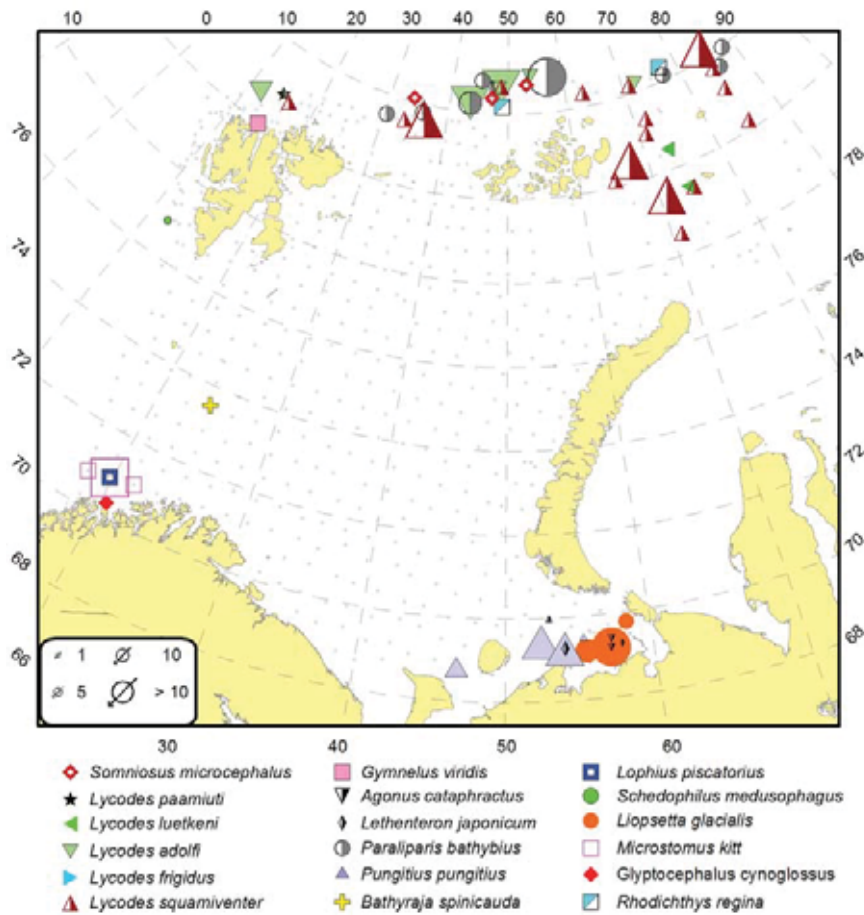 10 0 10 20 30 40 50 60 70 80 90
76
74
72
70
68
66
78
76
74
72
70
68
1 10
5 > 10
30 40 50 60
Somniosus microcephalus
Lycodes paamiuti
Lycodes luetkeni
Lycodes adolfi
Lycodes frigidus
Lycodes squamiventer
Gymnelus viridis
Agonus cataphractus
Lethenteron japonicum
Paraliparis bathybius
Pungitius pungitius
Bathyraja spinicauda
Lophius piscatorius
Schedophilus medusophagus
Liopsetta glacialis
Microstomus kitt
Glyptocephalus cynoglossus
Rhodichthys regina